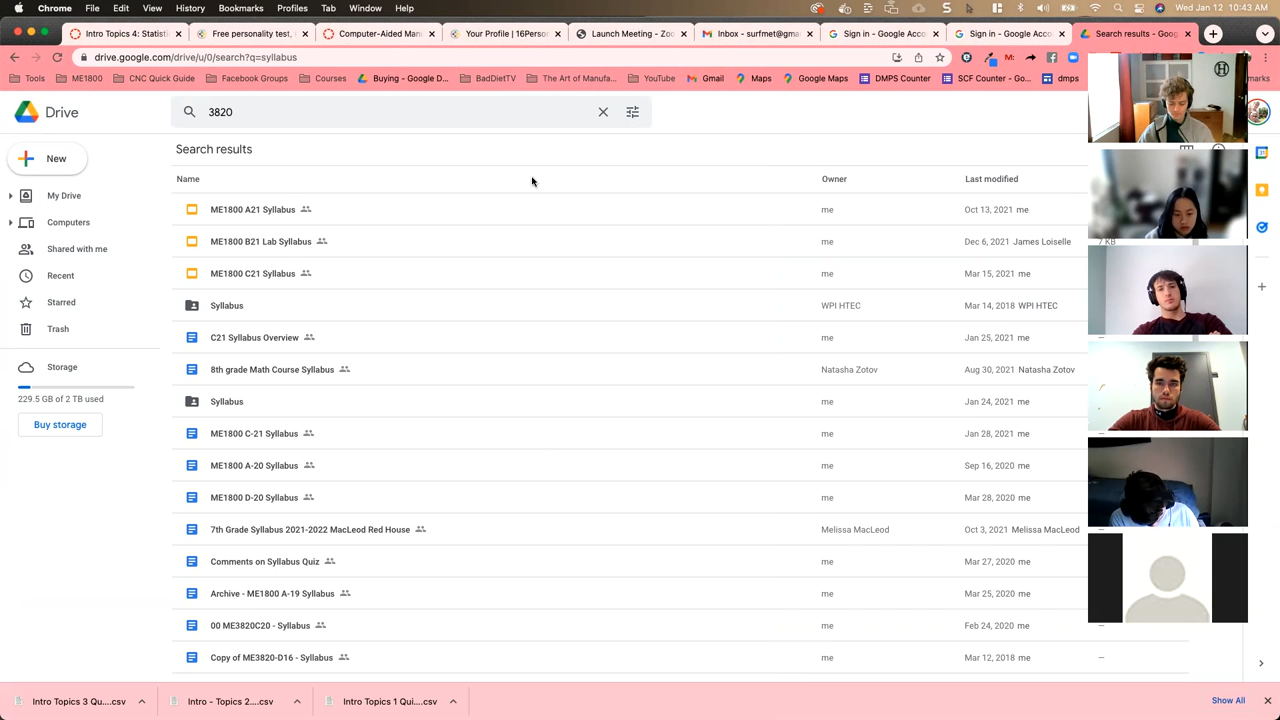 Chrome File Edit View History Bookmarks Profiles Tab Window Help
Wed Jan 12 10:43 AM
Intro Topics 4: Statisti
Free personality test,
Computer-Aided Man
Your Profile | 16Person
Launch Meeting - Zoo
Inbox - surfmet@gmai
Sign in - Google Acco
Sign in - Google Acco
Search results - Goog
drive.google.com/drive/u/0/search?q=syllabus
Tools ME1800 CNC Quick Guide Facebook Groups Courses Buying - Google D... BadDietTV The Art of Manufa... YouTube Gmail Maps Google Maps DMPS Counter SCF Counter - Go... dmps
Drive
3820
New
My Drive
Computers
Shared with me
Recent
Starred
Trash
Storage
229.5 GB of 2 TB used
Buy storage
Search results
Name Owner Last modified
ME1800 A21 Syllabus me Oct 13, 2021 me
ME1800 B21 Lab Syllabus me Dec 6, 2021 James Loiselle 7 KB
ME1800 C21 Syllabus me Mar 15, 2021 me
Syllabus WPI HTEC Mar 14, 2018 WPI HTEC
C21 Syllabus Overview me Jan 25, 2021 me
8th grade Math Course Syllabus Natasha Zotov Aug 30, 2021 Natasha Zotov
Syllabus me Jan 24, 2021 me
ME1800 C-21 Syllabus me Jan 28, 2021 me
ME1800 A-20 Syllabus me Sep 16, 2020 me
ME1800 D-20 Syllabus me Mar 28, 2020 me
7th Grade Syllabus 2021-2022 MacLeod Red House Melissa MacLeod Oct 3, 2021 Melissa MacLeod
Comments on Syllabus Quiz me Mar 27, 2020 me
Archive - ME1800 A-19 Syllabus me Mar 25, 2020 me
00 ME3820C20 - Syllabus me Feb 24, 2020 me —
Copy of ME3820-D16 - Syllabus me Mar 12, 2018 me —
Intro Topics 3 Qu....csv
Intro - Topics 2....csv
Intro Topics 1 Qui....csv
Show All